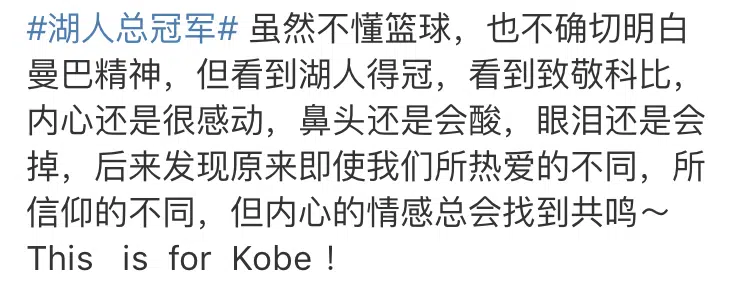 #湖人总冠军# 虽然不懂篮球，也不确切明白
曼巴精神，但看到湖人得冠，看到致敬科比，
内心还是很感动，鼻头还是会酸，眼泪还是会
掉，后来发现原来即使我们所热爱的不同，所
信仰的不同，但内心的情感总会找到共鸣～
This is for Kobe！